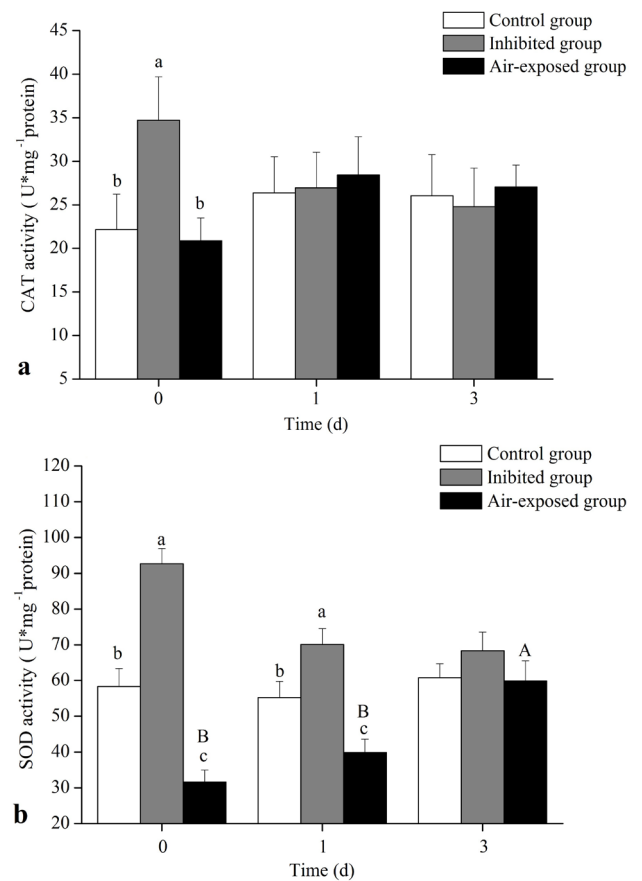 Control group
Inhibited group
Air-exposed group
45
40
35
30
25
20
15
10
5
CAT activity ( U*mg⁻¹protein)
b
a
b
0
1
3
Time (d)
a
Control group
Inibited group
Air-exposed group
120
110
100
90
80
70
60
50
40
30
20
SOD activity ( U*mg⁻¹protein)
b
a
B
c
b
a
B
c
A
0
1
3
Time (d)
b